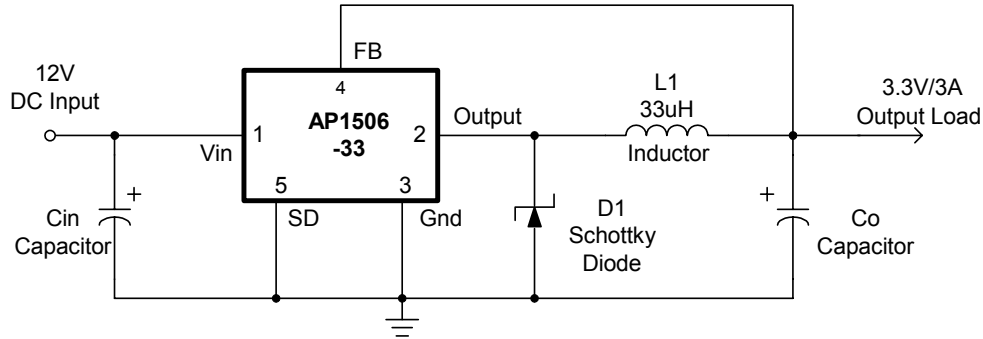 FB
12V
DC Input
4
L1
33uH
3.3V/3A
Output Load
AP1506
-33
1
2
Output
Vin
Inductor
5
3
SD
Gnd
+
Cin
Capacitor
D1
Schottky
Diode
+
Co
Capacitor